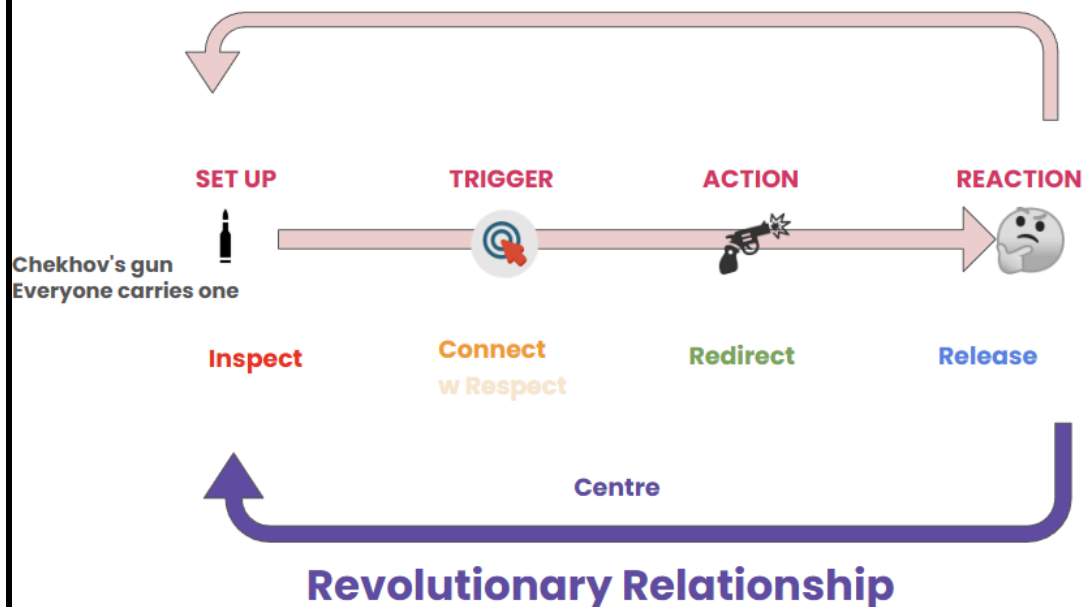 SET UP
TRIGGER
ACTION
REACTION
Chekhov's gun
Everyone carries one
Inspect
Connect
w Respect
Redirect
Release
Centre
Revolutionary Relationship